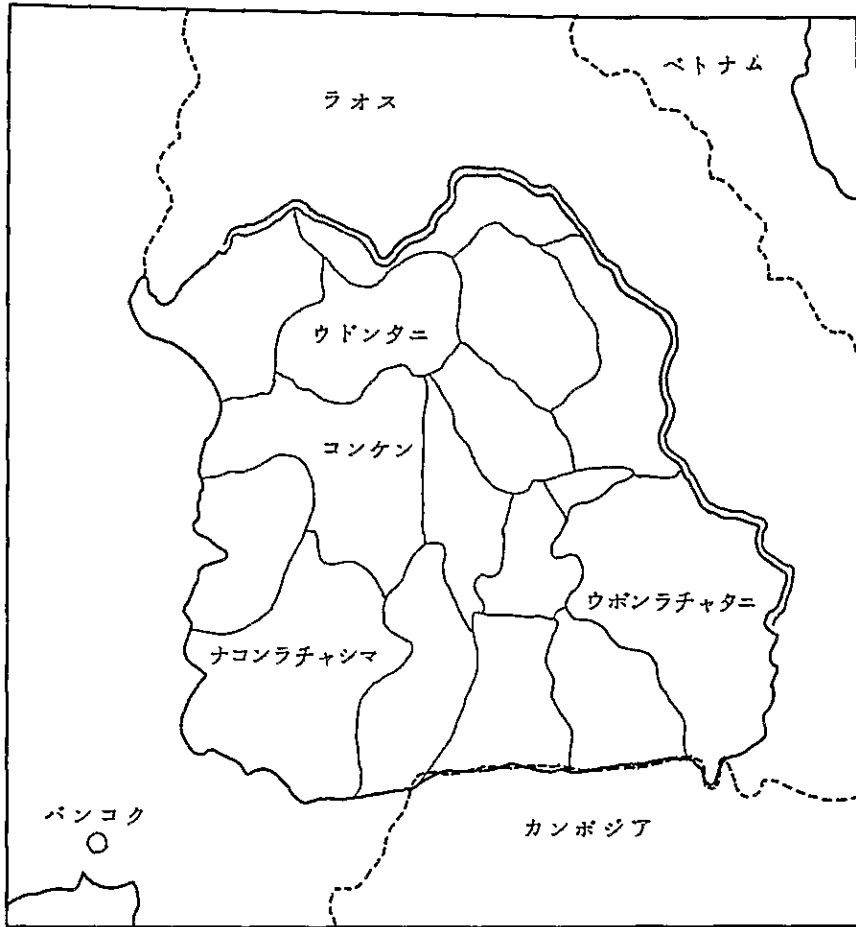 ベトナム
ラオス
ウドンタニ
コンケン
ウボンラチャタニ
ナコンラチャシマ
バンコク
カンボジア